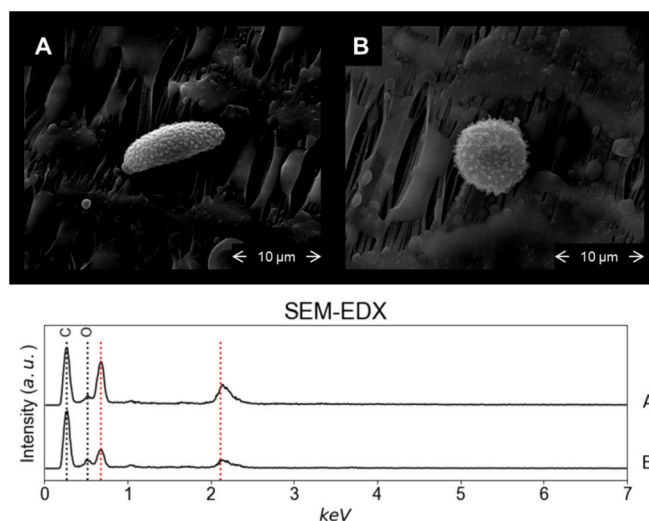 A
B
10 µm
10 µm
SEM-EDX
C
O
Intensity (a. u.)
A
B
0 1 2 3 4 5 6 7
keV